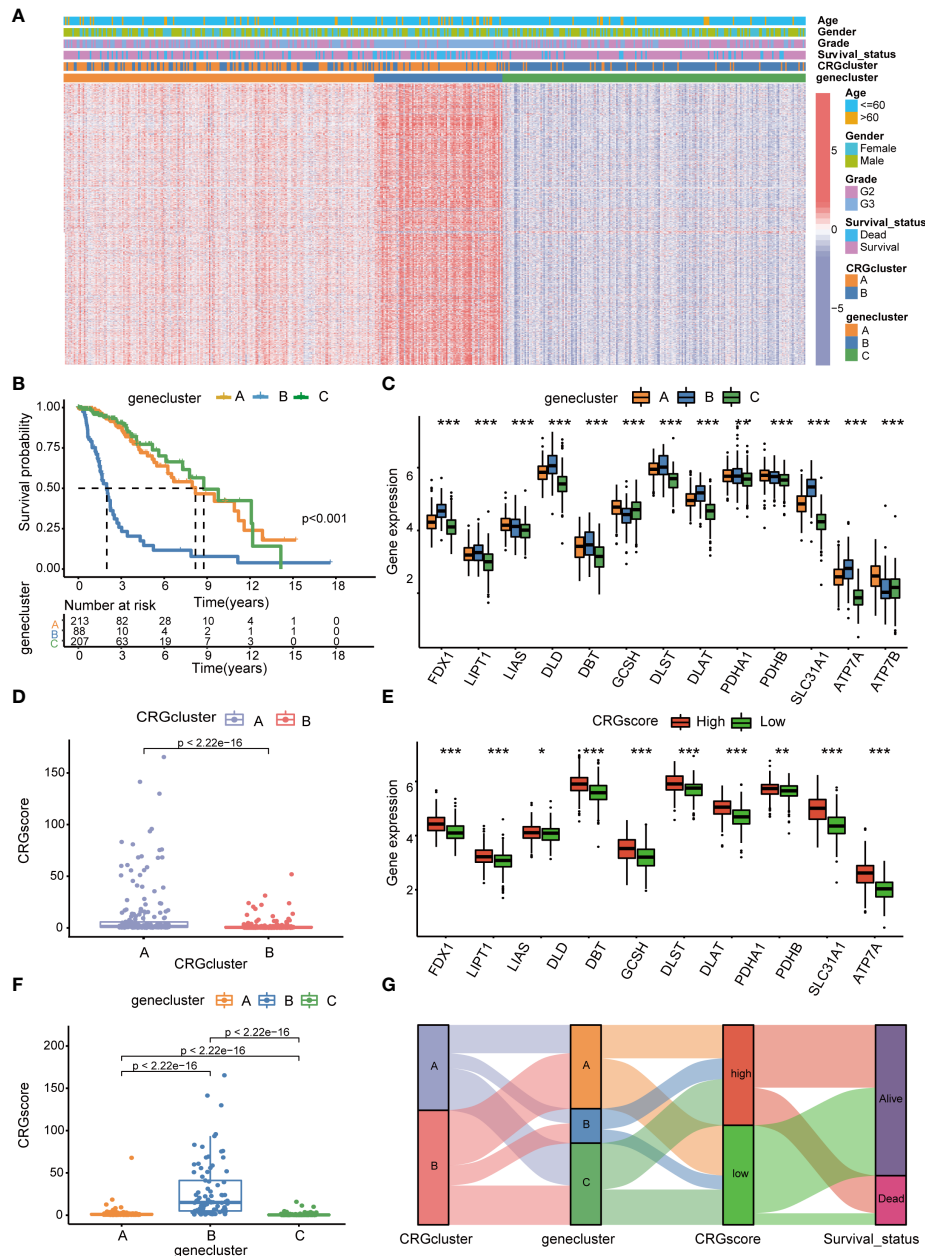 A
Age
Gender
Grade
Survival_status
CRGcluster
genecluster
Age
<=60
>60
Gender
Female
Male
Grade
G2
G3
Survival_status
Dead
Survival
CRGcluster
A
B
genecluster
A
B
C
5
0
−5
B
genecluster A B C
Survival probability
1.00
0.75
0.50
0.25
0.00
p<0.001
0 3 6 9 12 15 18
Time(years)
Number at risk
genecluster
A 213 82 28 10 4 1 0
B 88 10 4 2 1 1 0
C 207 63 19 7 3 0 0
0 3 6 9 12 15 18
Time(years)
C
genecluster A B C
*** *** *** *** *** *** *** *** ** *** *** *** ***
Gene expression
6
4
2
FDX1 LIPT1 LIAS DLD DBT GCSH DLST DLAT PDHA1 PDHB SLC31A1 ATP7A ATP7B
D
CRGcluster A B
p < 2.22e−16
CRGscore
150
100
50
0
A B
CRGcluster
E
CRGscore High Low
*** *** * *** *** *** *** ** *** ***
Gene expression
6
4
2
FDX1 LIPT1 LIAS DLD DBT GCSH DLST DLAT PDHA1 PDHB SLC31A1 ATP7A
F
genecluster A B C
p < 2.22e−16
p < 2.22e−16
p < 2.22e−16
CRGscore
200
150
100
50
0
A B C
genecluster
G
A
B
A
B
C
high
low
Alive
Dead
CRGcluster genecluster CRGscore Survival_status